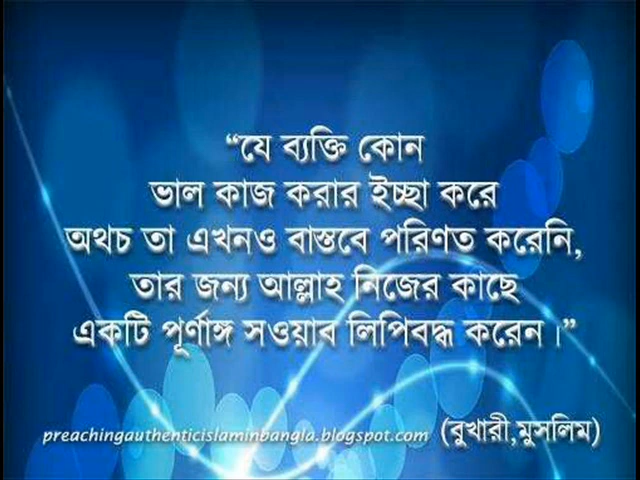 “যে ব্যক্তি কোন
ভাল কাজ করার ইচ্ছা করে
অথচ তা এখনও বাস্তবে পরিণত করেনি,
তার জন্য আল্লাহ নিজের কাছে
একটি পূর্ণাঙ্গ সওয়াব লিপিবদ্ধ করেন।”
preachingauthenticislaminbangla.blogspot.com (বুখারী,মুসলিম)